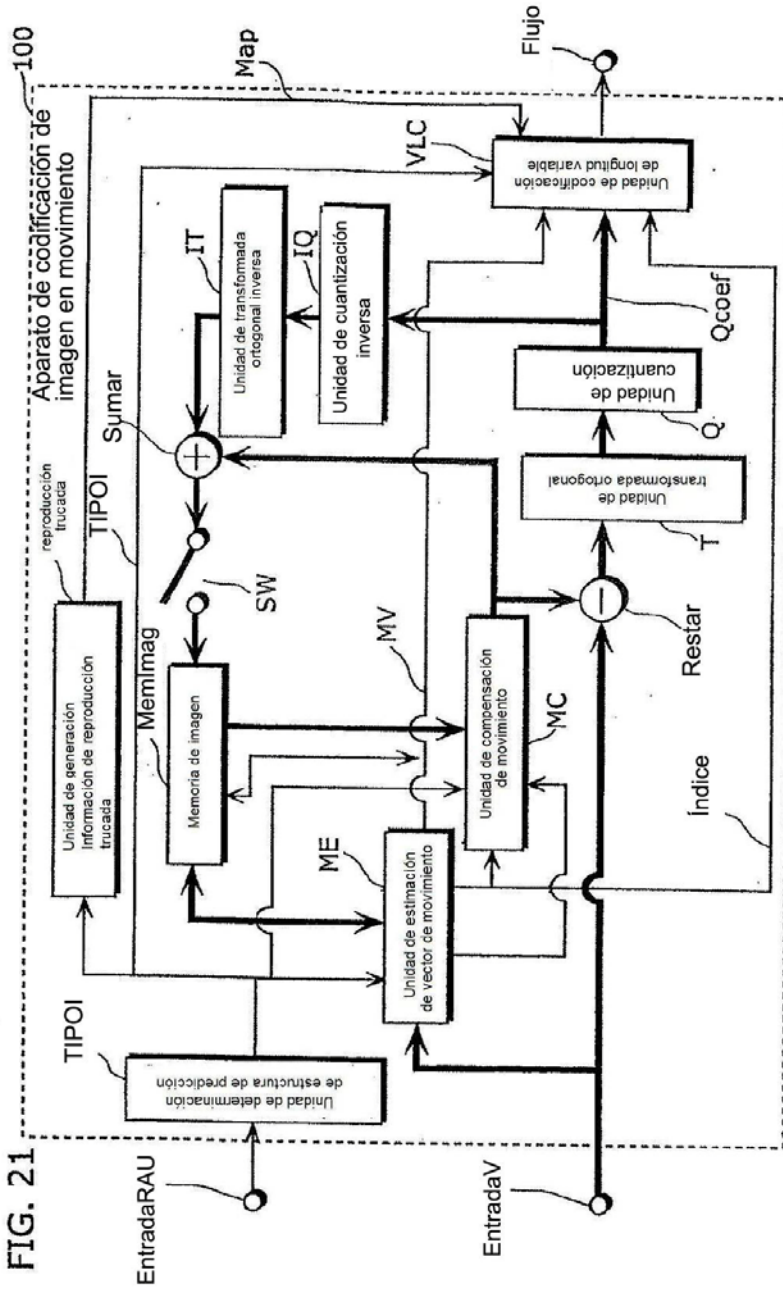 FIG. 21
100
Aparato de codificación de
imagen en movimiento
EntradaRAU
TIPOI
Unidad de determinación
de estructura de predicción
Unidad de generación
Información de reproducción
trucada
reproducción
trucada
TIPOI
Map
MemImag
Memoria de imagen
SW
Sumar
IT
Unidad de transformada
ortogonal inversa
IQ
Unidad de cuantización
inversa
VLC
Unidad de codificación
de longitud variable
Flujo
ME
Unidad de estimación
de vector de movimiento
MV
Unidad de compensación
de movimiento
MC
EntradaV
Restar
Unidad de
transformada ortogonal
T
Unidad de
cuantización
Q
Qcoef
Índice